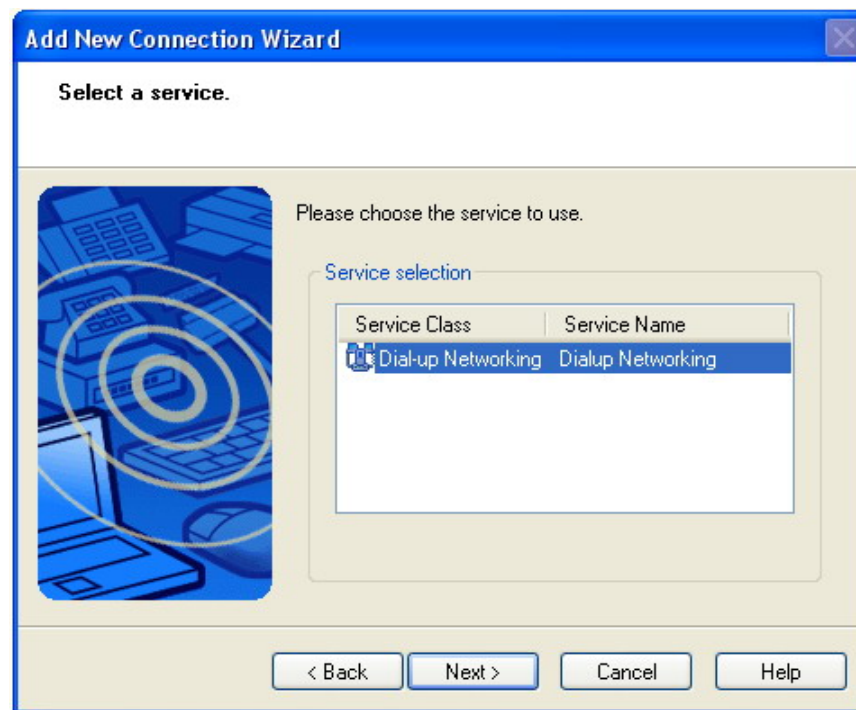 Add New Connection Wizard
Select a service.
Please choose the service to use.
Service selection
Service Class Service Name
Dial-up Networking Dialup Networking
< Back Next > Cancel Help